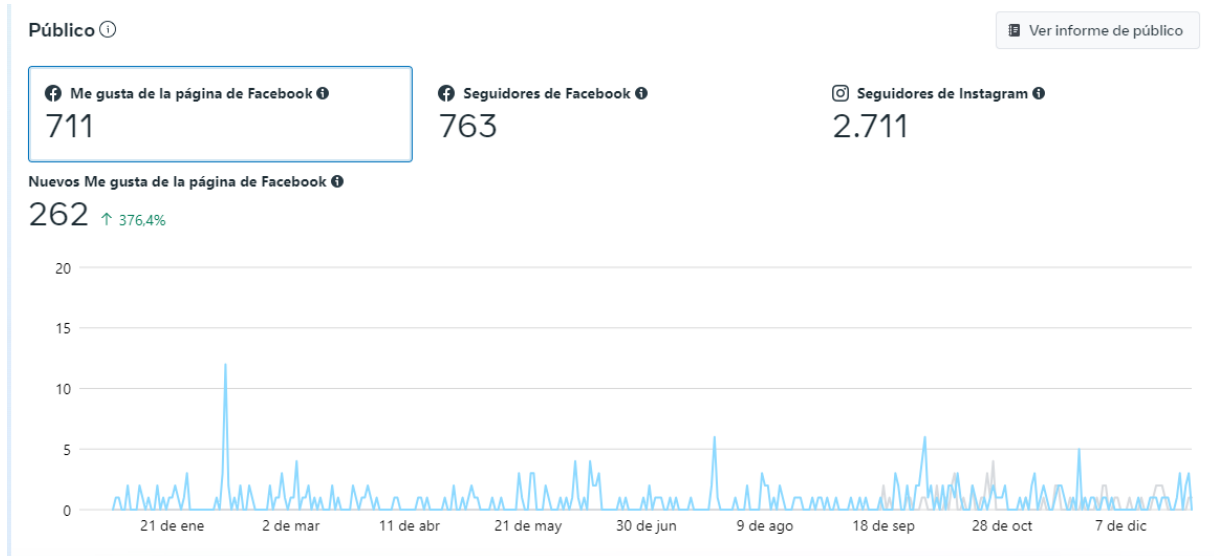 Público
Ver informe de público
Me gusta de la página de Facebook
711
Seguidores de Facebook
763
Seguidores de Instagram
2.711
Nuevos Me gusta de la página de Facebook
262 ↑ 376,4%
20
15
10
5
0
21 de ene 2 de mar 11 de abr 21 de may 30 de jun 9 de ago 18 de sep 28 de oct 7 de dic